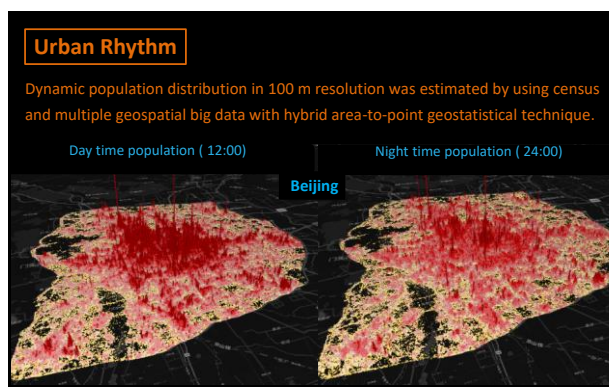 Urban Rhythm
Dynamic population distribution in 100 m resolution was estimated by using census
and multiple geospatial big data with hybrid area-to-point geostatistical technique.
Day time population ( 12:00)
Night time population ( 24:00)
Beijing